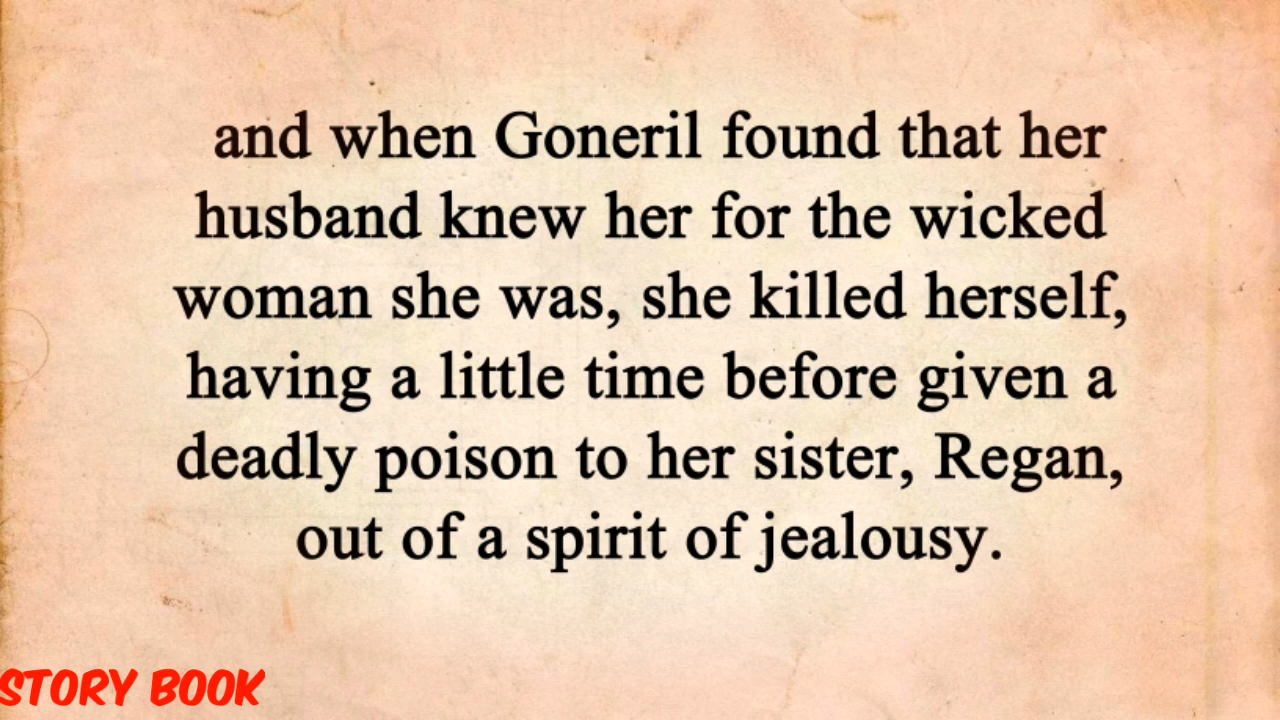 and when Goneril found that her
husband knew her for the wicked
woman she was, she killed herself,
having a little time before given a
deadly poison to her sister, Regan,
out of a spirit of jealousy.
STORY BOOK